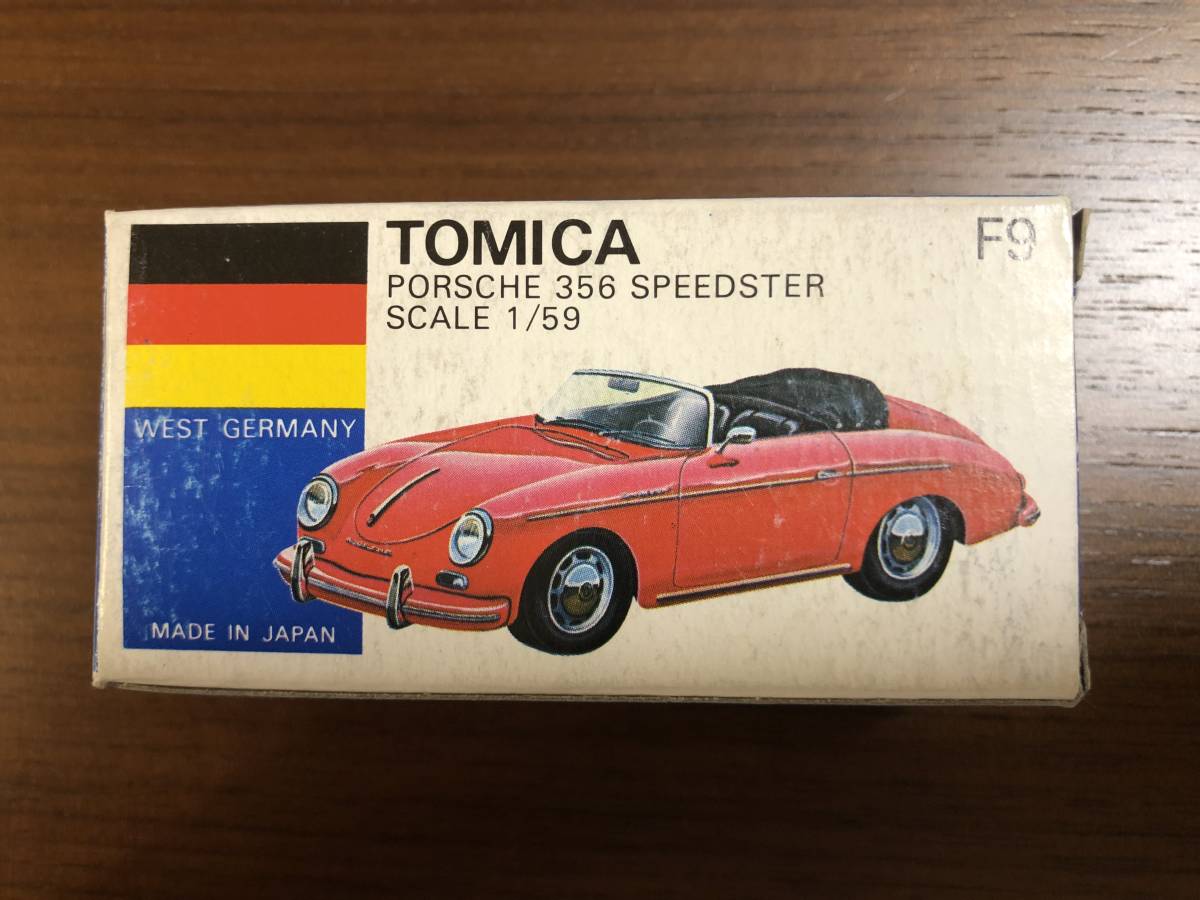 TOMICA
F9
PORSCHE 356 SPEEDSTER
SCALE 1/59
WEST GERMANY
MADE IN JAPAN